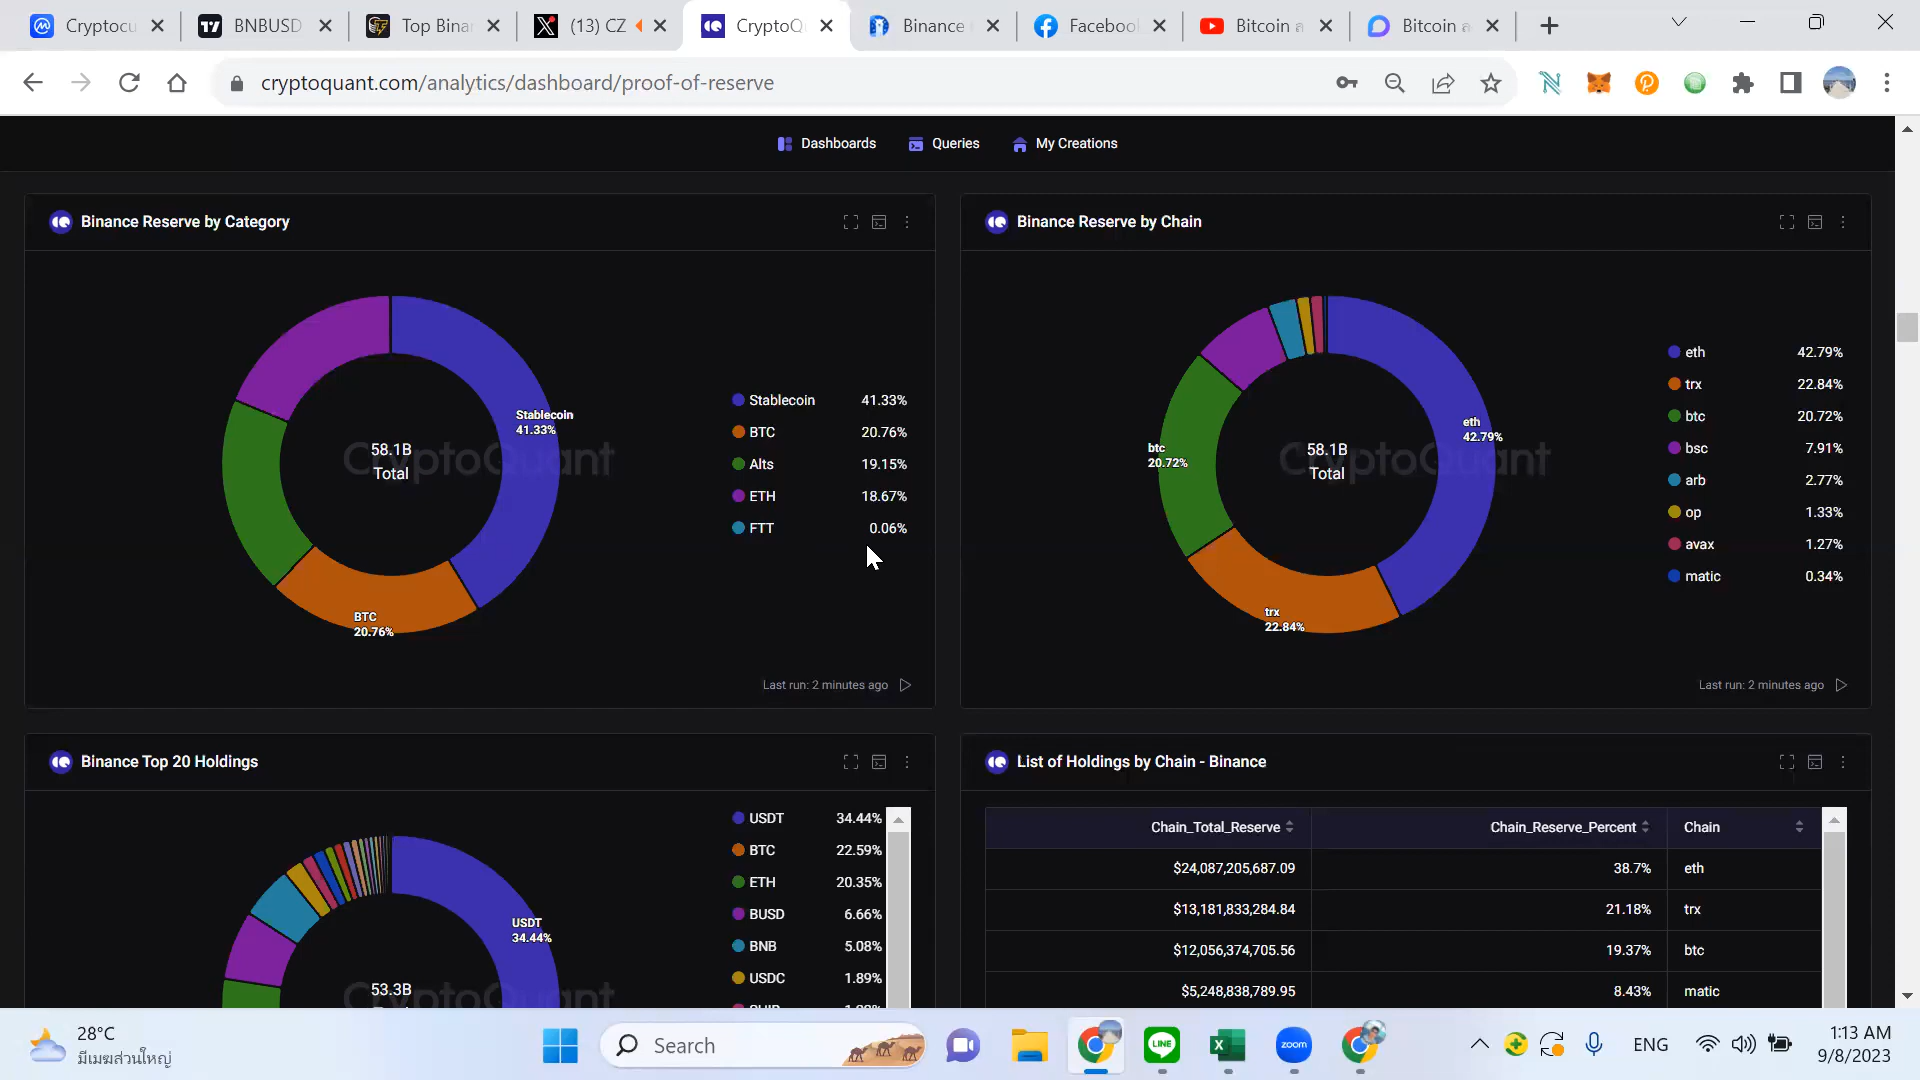 Cryptocu
BNBUSD
Top Bina
(13) CZ
CryptoQ
Binance
Facebook
Bitcoin
Bitcoin
cryptoquant.com/analytics/dashboard/proof-of-reserve
Dashboards
Queries
My Creations
Binance Reserve by Category
Stablecoin
41.33%
58.1B
Total
CryptoQuant
BTC
20.76%
Stablecoin 41.33%
BTC 20.76%
Alts 19.15%
ETH 18.67%
FTT 0.06%
Last run: 2 minutes ago
Binance Reserve by Chain
eth
42.79%
btc
20.72%
58.1B
Total
CryptoQuant
trx
22.84%
eth 42.79%
trx 22.84%
btc 20.72%
bsc 7.91%
arb 2.77%
op 1.33%
avax 1.27%
matic 0.34%
Last run: 2 minutes ago
Binance Top 20 Holdings
USDT
34.44%
53.3B
CryptoQuant
USDT 34.44%
BTC 22.59%
ETH 20.35%
BUSD 6.66%
BNB 5.08%
USDC 1.89%
List of Holdings by Chain - Binance
Chain_Total_Reserve Chain_Reserve_Percent Chain
$24,087,205,687.09 38.7% eth
$13,181,833,284.84 21.18% trx
$12,056,374,705.56 19.37% btc
$5,248,838,789.95 8.43% matic
28°C
มีเมฆส่วนใหญ่
Search
LINE
zoom
ENG
1:13 AM
9/8/2023